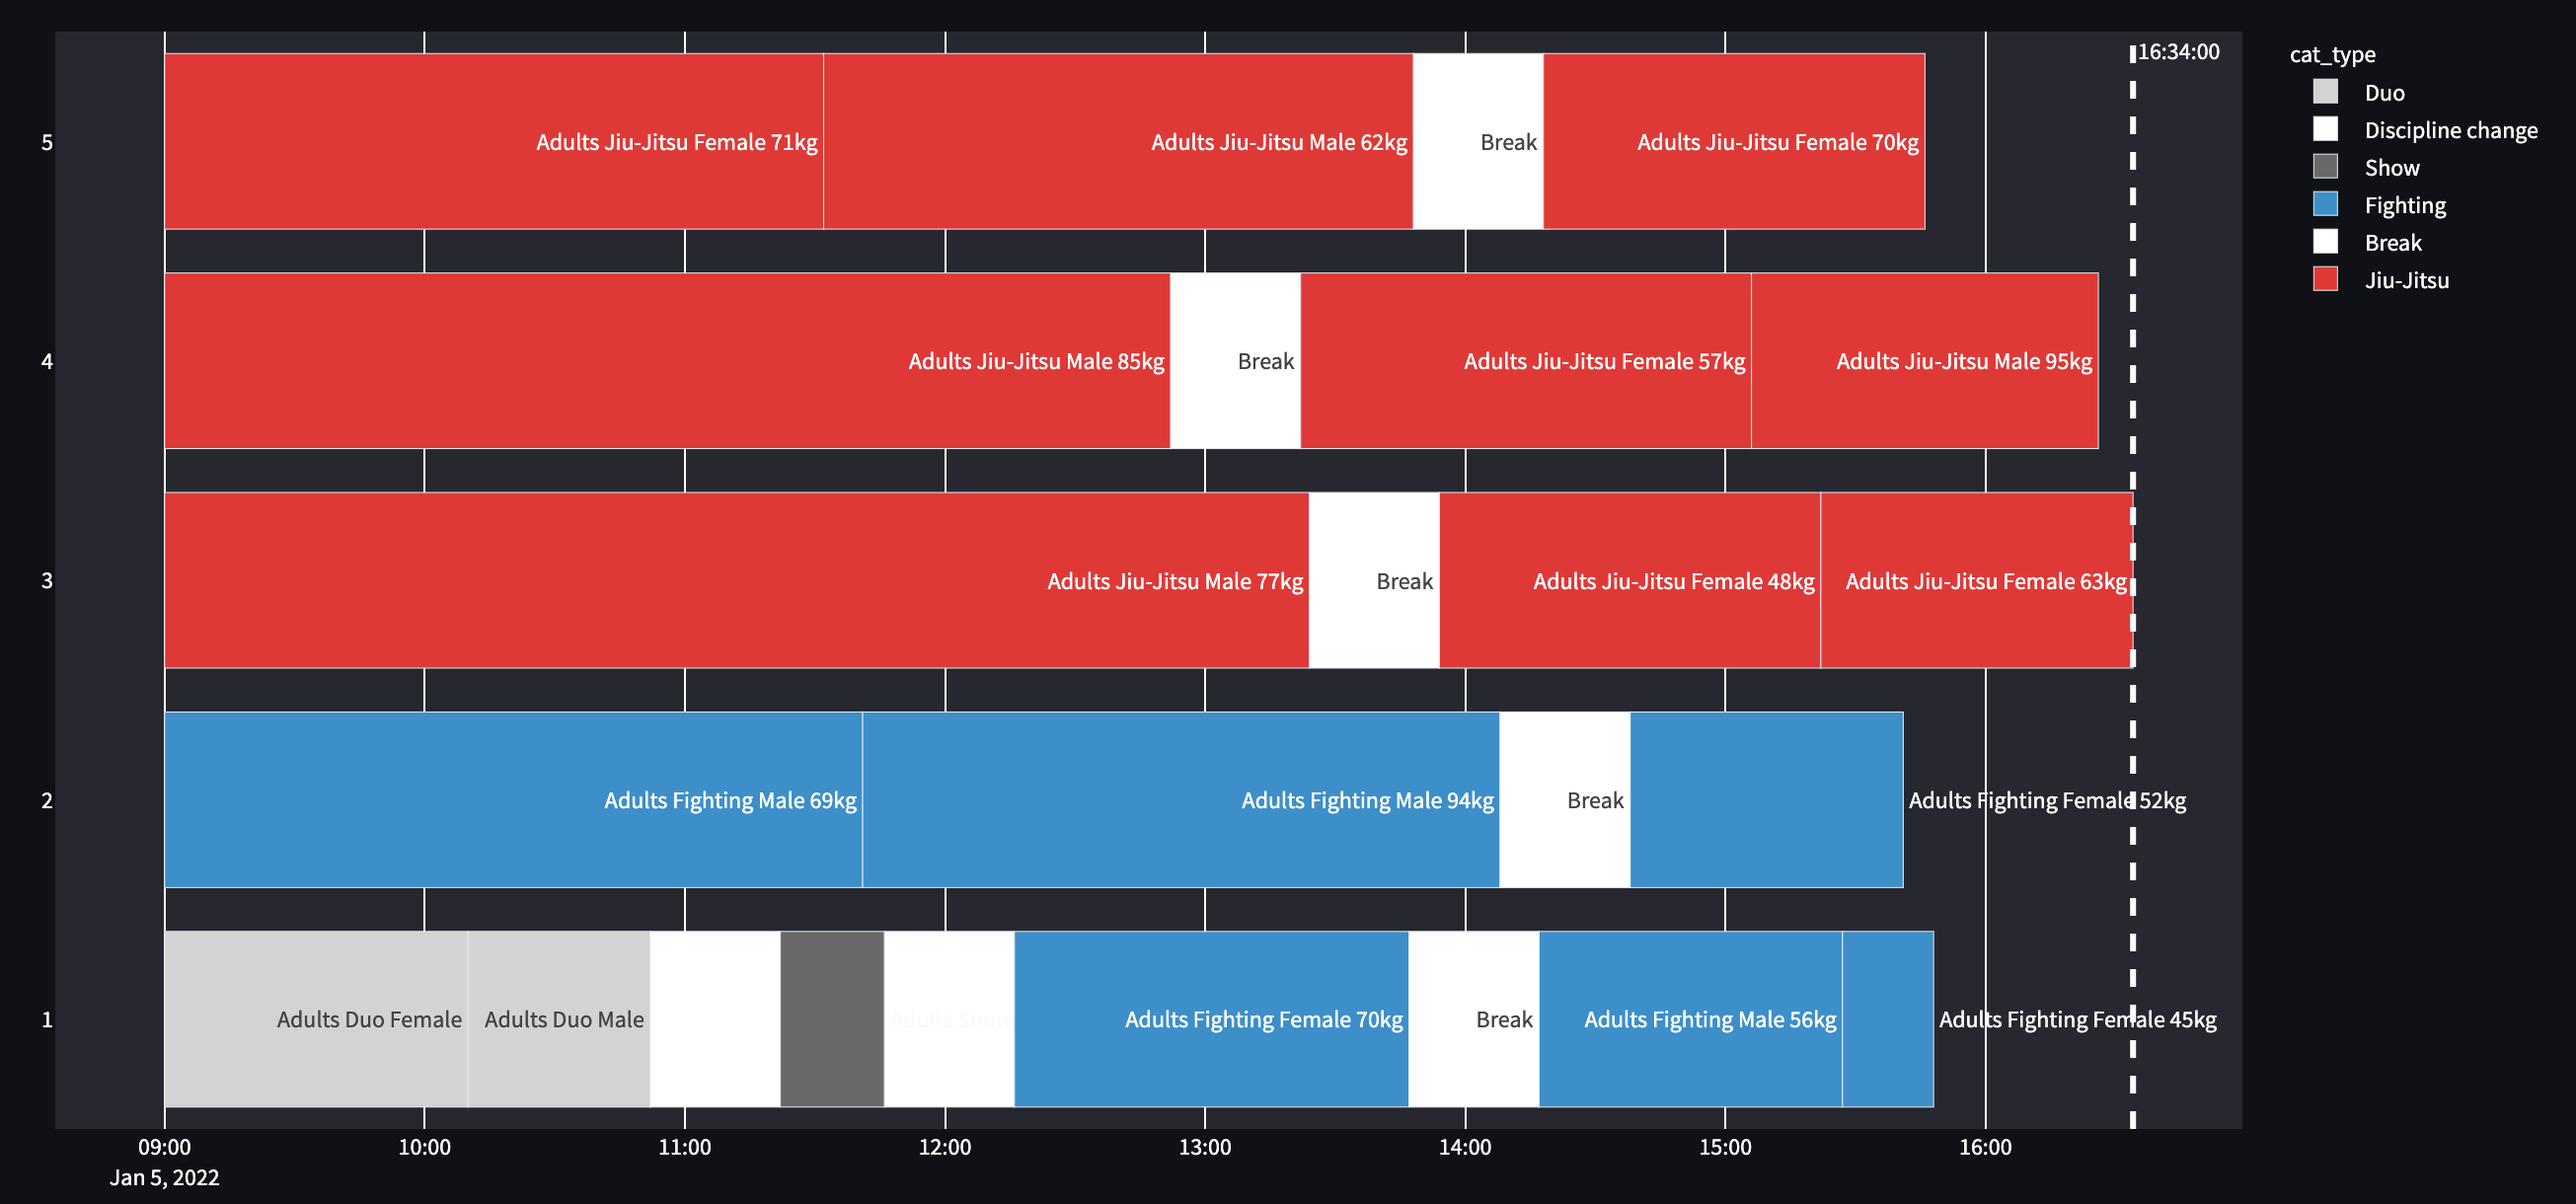 16:34:00
cat_type
Duo
Discipline change
Show
Fighting
Break
Jiu-Jitsu
5
Adults Jiu-Jitsu Female 71kg
Adults Jiu-Jitsu Male 62kg
Break
Adults Jiu-Jitsu Female 70kg
4
Adults Jiu-Jitsu Male 85kg
Break
Adults Jiu-Jitsu Female 57kg
Adults Jiu-Jitsu Male 95kg
3
Adults Jiu-Jitsu Male 77kg
Break
Adults Jiu-Jitsu Female 48kg
Adults Jiu-Jitsu Female 63kg
2
Adults Fighting Male 69kg
Adults Fighting Male 94kg
Break
Adults Fighting Female 52kg
1
Adults Duo Female
Adults Duo Male
Adults Show
Adults Fighting Female 70kg
Break
Adults Fighting Male 56kg
Adults Fighting Female 45kg
09:00
10:00
11:00
12:00
13:00
14:00
15:00
16:00
Jan 5, 2022